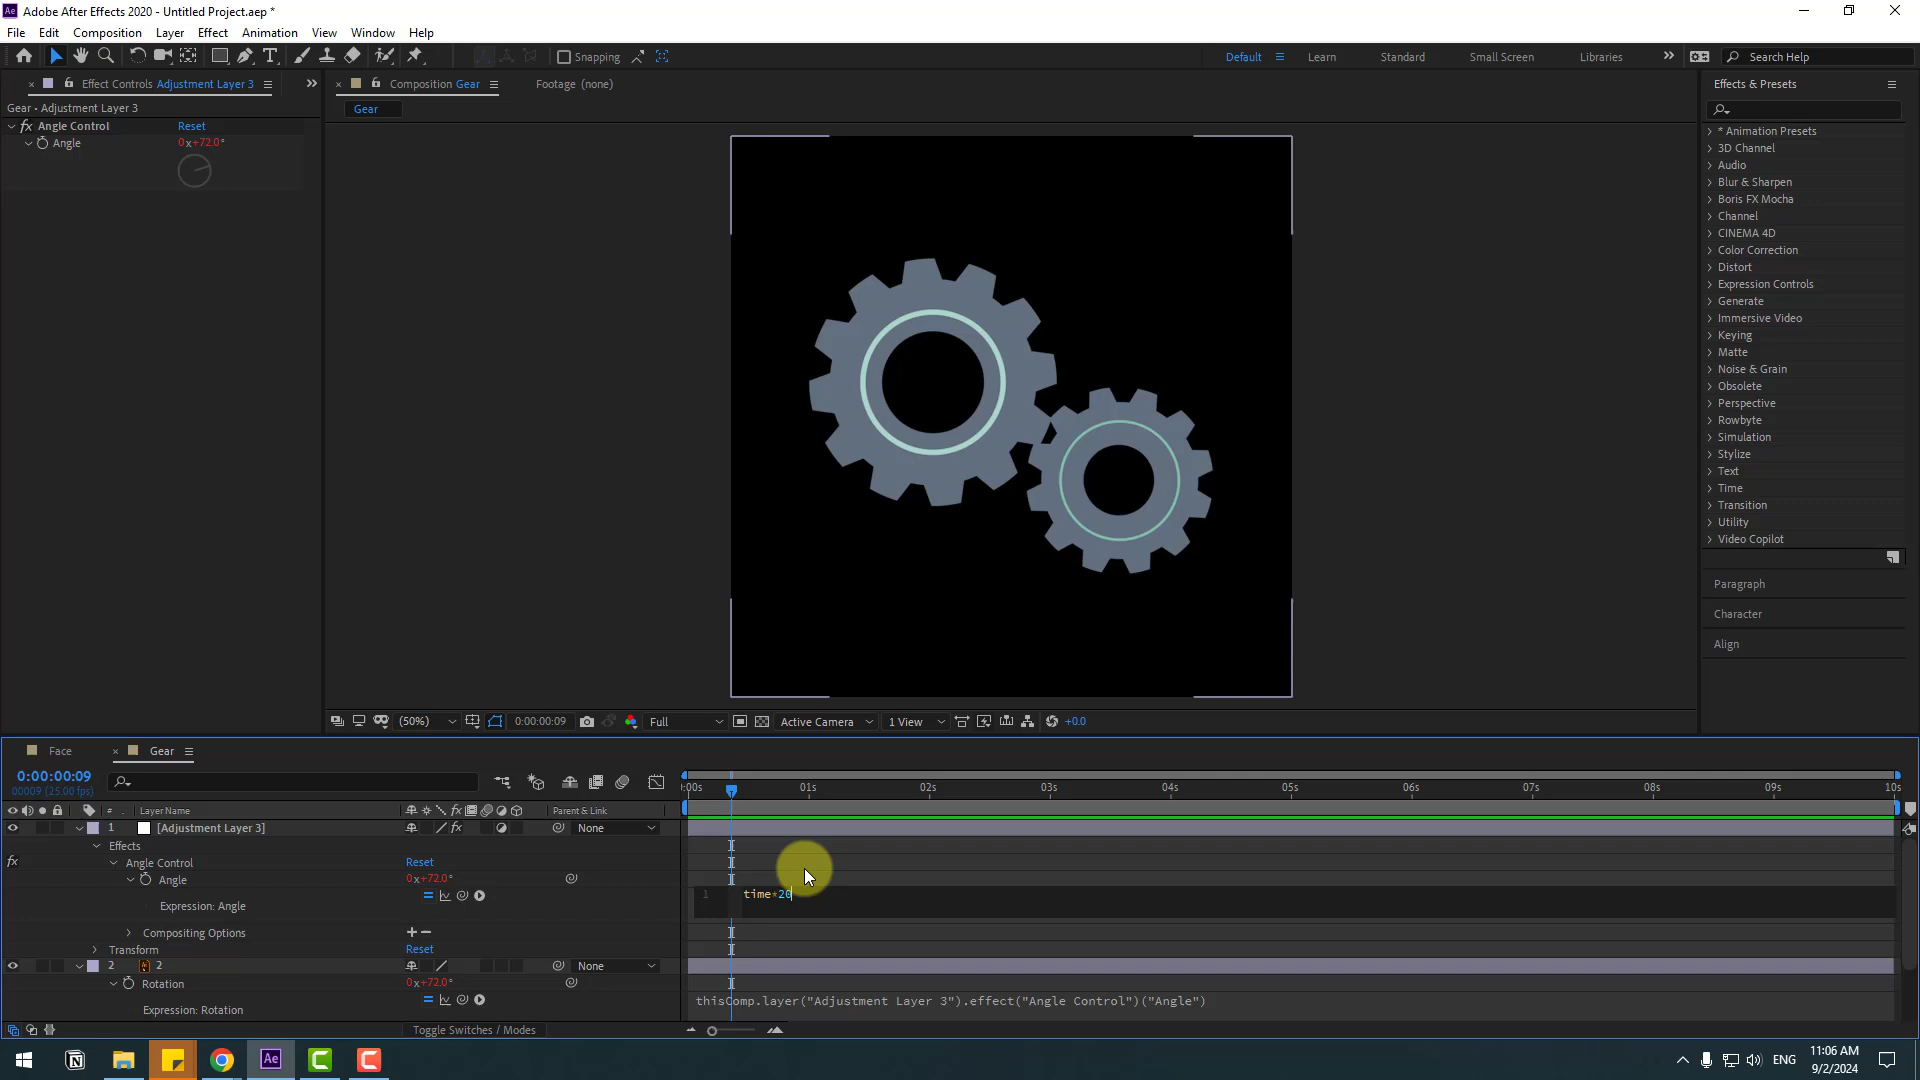 Adobe After Effects 2020 - Untitled Project.aep *
File Edit Composition Layer Effect Animation View Window Help
Snapping
Default Learn Standard Small Screen Libraries Search Help
Effect Controls Adjustment Layer 3
Gear • Adjustment Layer 3
fx Angle Control Reset
Angle 0x+72.0°
Composition Gear
Footage (none)
Gear
(50%) 0:00:00:09 Full Active Camera 1 View +0.0
Effects & Presets
* Animation Presets
3D Channel
Audio
Blur & Sharpen
Boris FX Mocha
Channel
CINEMA 4D
Color Correction
Distort
Expression Controls
Generate
Immersive Video
Keying
Matte
Noise & Grain
Obsolete
Perspective
Rowbyte
Simulation
Stylize
Text
Time
Transition
Utility
Video Copilot
Paragraph
Character
Align
Face Gear
0:00:00:09
00009 (25.00 fps)
:00s 01s 02s 03s 04s 05s 06s 07s 08s 09s 10s
# Layer Name Parent & Link
1 [Adjustment Layer 3] None
Effects
Angle Control Reset
Angle 0x+72.0°
Expression: Angle
1 time*20
Compositing Options
Transform Reset
2 2 None
Rotation 0x+72.0°
Expression: Rotation
thisComp.layer("Adjustment Layer 3").effect("Angle Control")("Angle")
Toggle Switches / Modes
ENG
11:06 AM
9/2/2024